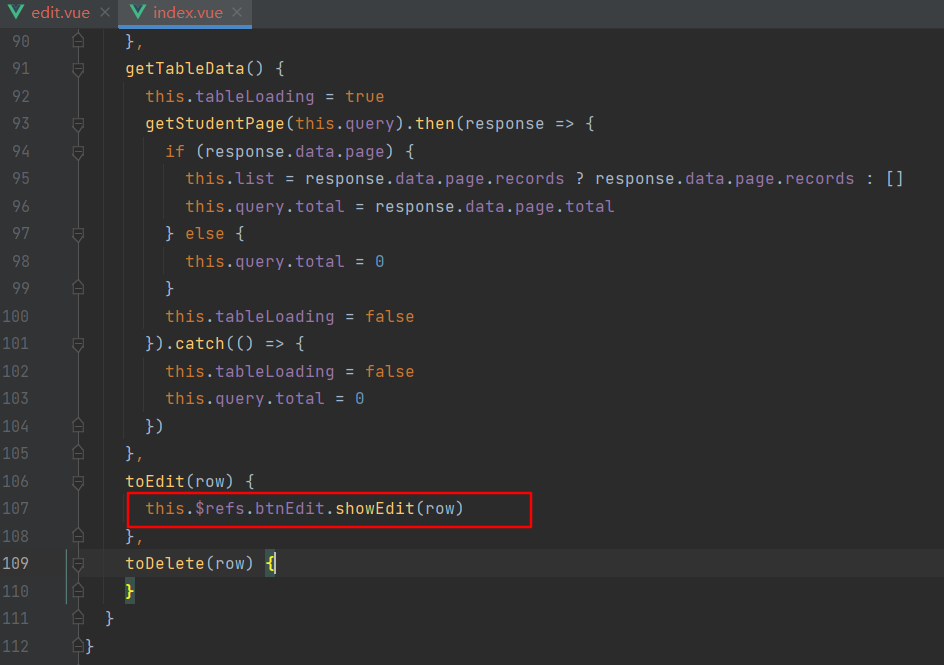 edit.vue × index.vue ×
90 },
91 getTableData() {
92 this.tableLoading = true
93 getStudentPage(this.query).then(response => {
94 if (response.data.page) {
95 this.list = response.data.page.records ? response.data.page.records : []
96 this.query.total = response.data.page.total
97 } else {
98 this.query.total = 0
99 }
100 this.tableLoading = false
101 }).catch(() => {
102 this.tableLoading = false
103 this.query.total = 0
104 })
105 },
106 toEdit(row) {
107 this.$refs.btnEdit.showEdit(row)
108 },
109 toDelete(row) {
110 }
111 }
112 }